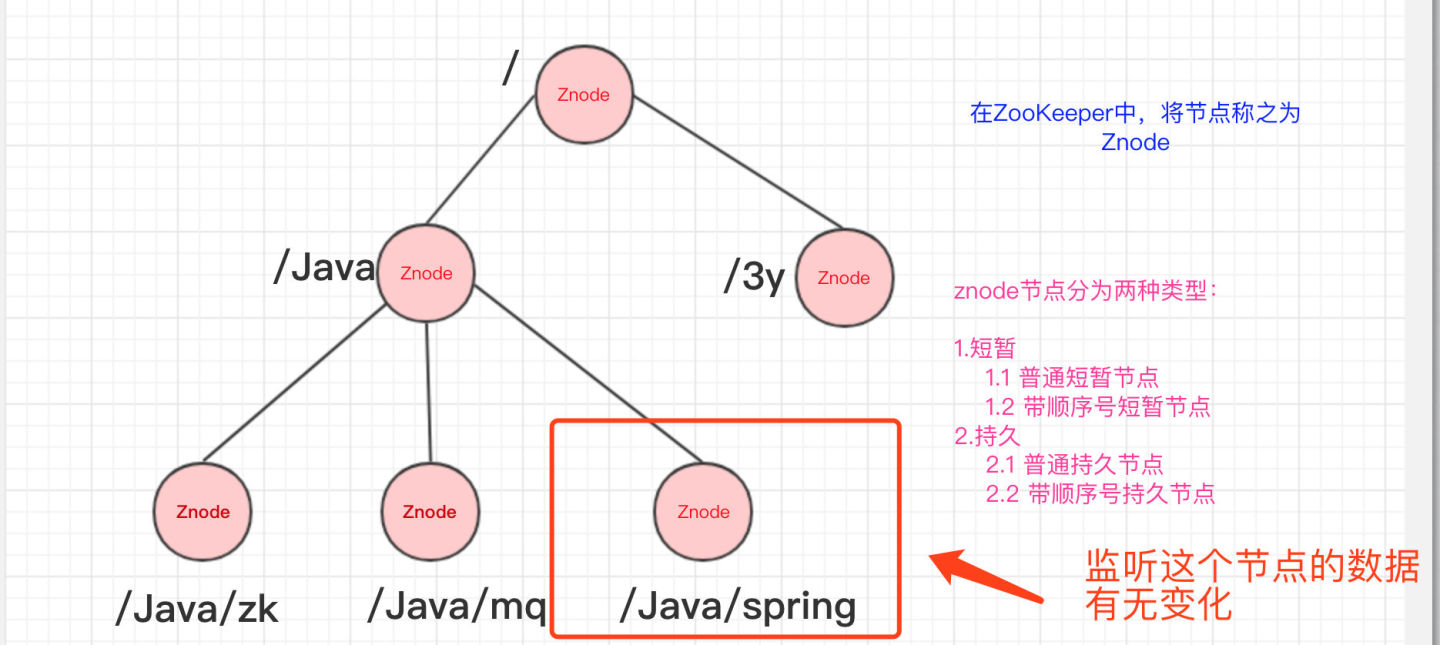 /
Znode
在ZooKeeper中，将节点称之为
Znode
/Java
Znode
/3y
Znode
znode节点分为两种类型：
1.短暂
1.1 普通短暂节点
1.2 带顺序号短暂节点
2.持久
2.1 普通持久节点
2.2 带顺序号持久节点
Znode
Znode
Znode
/Java/zk
/Java/mq
/Java/spring
监听这个节点的数据
有无变化